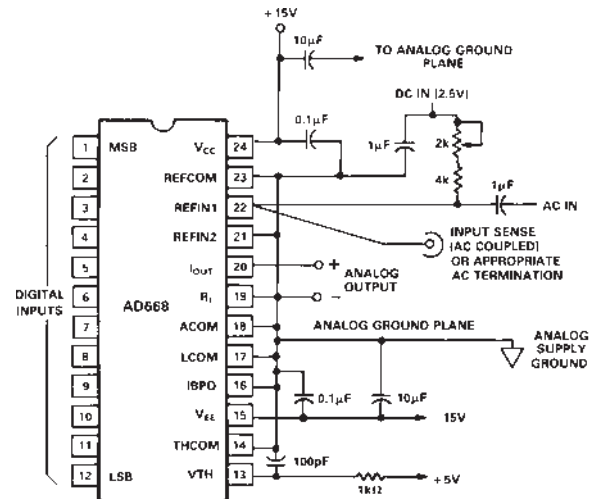 +15V
10μF
TO ANALOG GROUND
PLANE
DC IN (2.5V)
0.1μF
1μF
2k
4k
1μF
AC IN
INPUT SENSE
(AC COUPLED)
OR APPROPRIATE
AC TERMINATION
DIGITAL
INPUTS
AD668
1 MSB
2
3
4
5
6
7
8
9
10
11
12 LSB
VCC 24
REFCOM 23
REFIN1 22
REFIN2 21
IOUT 20
RL 19
ACOM 18
LCOM 17
IBPO 16
VEE 15
THCOM 14
VTH 13
+
ANALOG
OUTPUT
–
ANALOG GROUND PLANE
ANALOG
SUPPLY
GROUND
0.1μF
10μF
15V
100pF
1kΩ
+5V